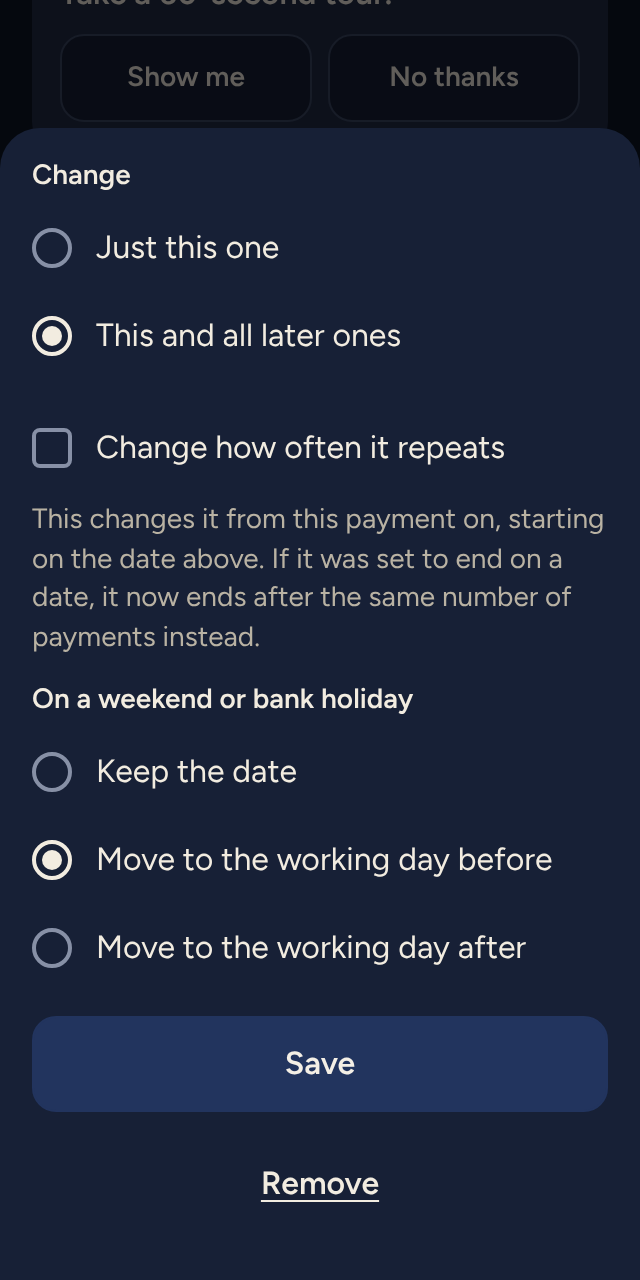 Show me
No thanks
Change
Just this one
This and all later ones
Change how often it repeats
This changes it from this payment on, starting
on the date above. If it was set to end on a
date, it now ends after the same number of
payments instead.
On a weekend or bank holiday
Keep the date
Move to the working day before
Move to the working day after
Save
Remove